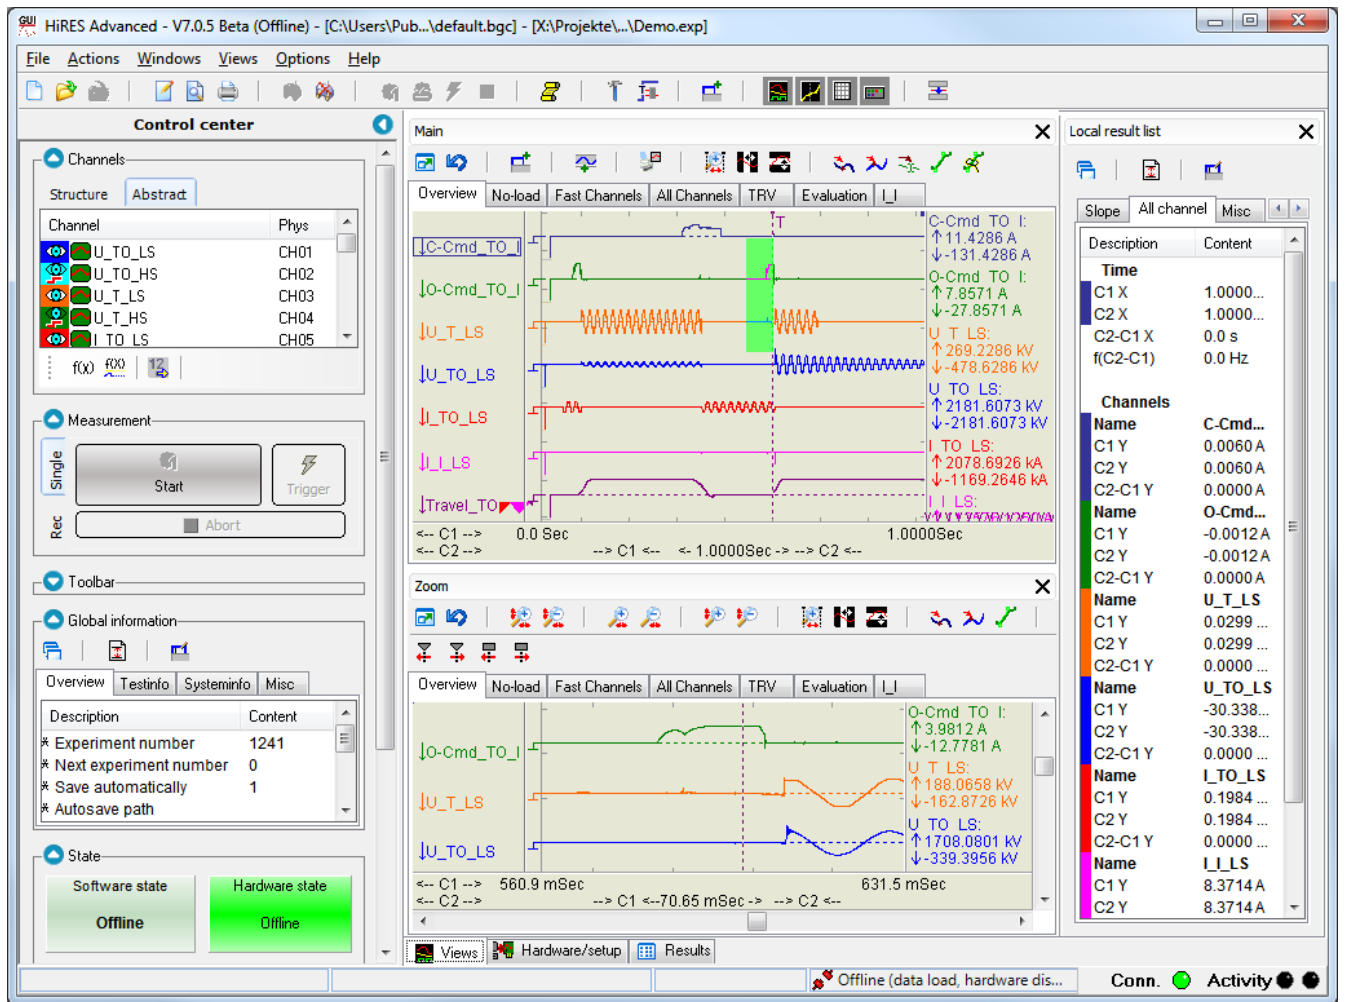 GUI HiRES Advanced - V7.0.5 Beta (Offline) - [C:\Users\Pub...\default.bgc] - [X:\Projekte\...\Demo.exp]
File Actions Windows Views Options Help
Control center
Channels
Structure Abstract
Channel Phys
U_TO_LS CH01
U_TO_HS CH02
U_T_LS CH03
U_T_HS CH04
I_TO_LS CH05
f(x) f(x) 12
Measurement
Single
Start
Trigger
Rec
Abort
Toolbar
Global information
Overview Testinfo Systeminfo Misc
Description Content
* Experiment number 1241
* Next experiment number 0
* Save automatically 1
* Autosave path
State
Software state
Offline
Hardware state
Offline
Main
Overview No-load Fast Channels All Channels TRV Evaluation I_I
↓C-Cmd_TO_I
↓O-Cmd_TO_I
↓U_T_LS
↓U_TO_LS
↓I_TO_LS
↓I_I_LS
↓Travel_TO
T
C-Cmd TO I:
↑11.4286 A
↓-131.4286 A
O-Cmd TO I:
↑7.8571 A
↓-27.8571 A
U T LS:
↑269.2286 kV
↓-478.6286 kV
U TO LS:
↑2181.6073 kV
↓-2181.6073 kV
I TO LS:
↑2078.6926 kA
↓-1169.2646 kA
I I LS:
<-- C1 --> 0.0 Sec 1.0000Sec
<-- C2 --> --> C1 <-- <-1.0000Sec -> --> C2 <--
Zoom
Overview No-load Fast Channels All Channels TRV Evaluation I_I
↓O-Cmd_TO_I
↓U_T_LS
↓U_TO_LS
O-Cmd TO I:
↑3.9812 A
↓-12.7781 A
U T LS:
↑188.0658 kV
↓-162.8726 kV
U TO LS:
↑1708.0801 kV
↓-339.3956 kV
<-- C1 --> 560.9 mSec 631.5 mSec
<-- C2 --> --> C1 <--70.65 mSec -> --> C2 <--
Views Hardware/setup Results
Local result list
Slope All channel Misc
Description Content
Time
C1 X 1.0000...
C2 X 1.0000...
C2-C1 X 0.0 s
f(C2-C1) 0.0 Hz
Channels
Name C-Cmd...
C1 Y 0.0060 A
C2 Y 0.0060 A
C2-C1 Y 0.0000 A
Name O-Cmd...
C1 Y -0.0012 A
C2 Y -0.0012 A
C2-C1 Y 0.0000 A
Name U_T_LS
C1 Y 0.0299 ...
C2 Y 0.0299 ...
C2-C1 Y 0.0000 ...
Name U_TO_LS
C1 Y -30.338...
C2 Y -30.338...
C2-C1 Y 0.0000 ...
Name I_TO_LS
C1 Y 0.1984 ...
C2 Y 0.1984 ...
C2-C1 Y 0.0000 ...
Name I_I_LS
C1 Y 8.3714 A
C2 Y 8.3714 A
Offline (data load, hardware dis... Conn. Activity